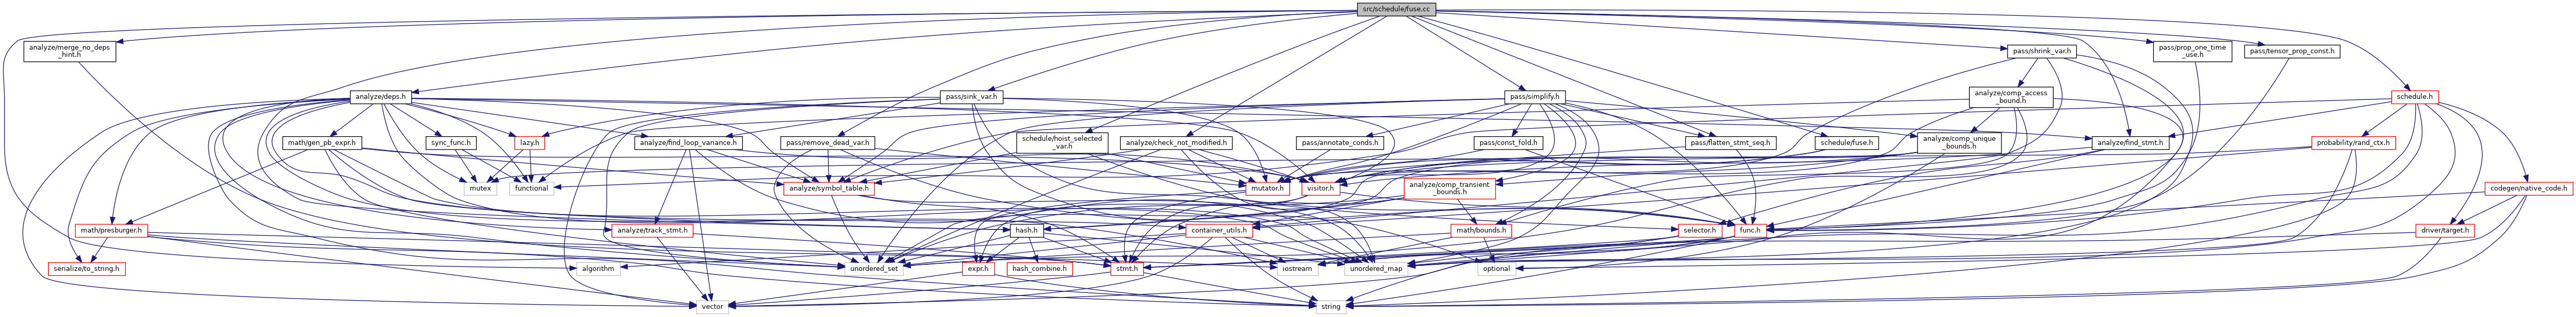 src/schedule/fuse.cc
analyze/merge_no_deps
_hint.h
pass/shrink_var.h
pass/prop_one_time
_use.h
pass/tensor_prop_const.h
analyze/deps.h
pass/sink_var.h
pass/simplify.h
analyze/comp_access
_bound.h
schedule.h
math/gen_pb_expr.h
sync_func.h
lazy.h
analyze/find_loop_variance.h
pass/remove_dead_var.h
schedule/hoist_selected
_var.h
analyze/check_not_modified.h
pass/annotate_conds.h
pass/const_fold.h
pass/flatten_stmt_seq.h
schedule/fuse.h
analyze/comp_unique
_bounds.h
analyze/find_stmt.h
probability/rand_ctx.h
mutex
functional
analyze/symbol_table.h
mutator.h
visitor.h
analyze/comp_transient
_bounds.h
codegen/native_code.h
math/presburger.h
analyze/track_stmt.h
hash.h
container_utils.h
math/bounds.h
selector.h
func.h
driver/target.h
serialize/to_string.h
algorithm
unordered_set
expr.h
hash_combine.h
stmt.h
iostream
unordered_map
optional
vector
string